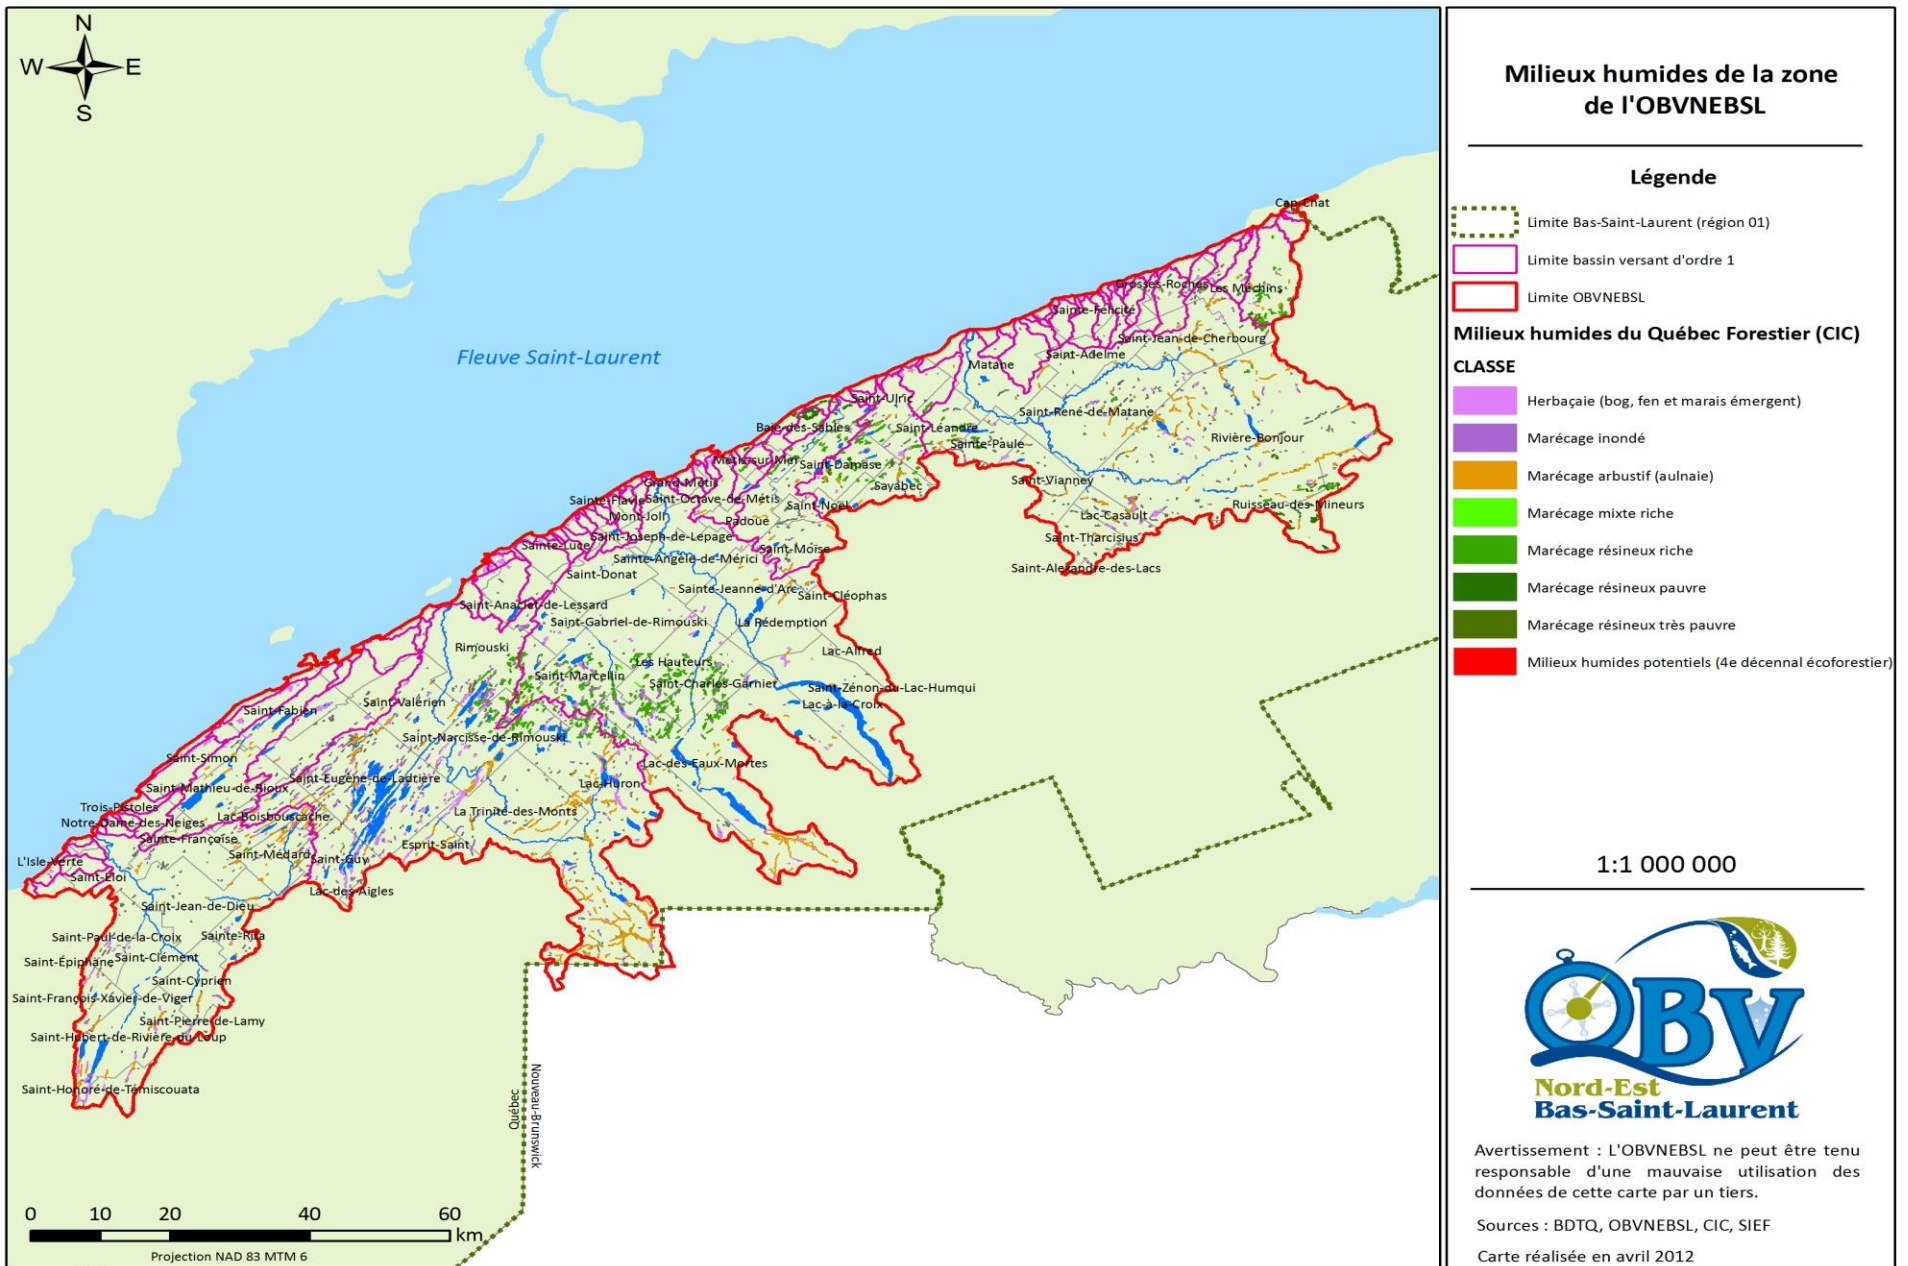 N
W
E
S
Fleuve Saint-Laurent
Cap-Chat
Grosses-Roches
Les Méchins
Sainte-Félicité
Saint-Jean-de-Cherbourg
Saint-Adelme
Matane
Saint-Ulric
Saint-René-de-Matane
Baie-des-Sables
Saint-Léandre
Rivière-Bonjour
Sainte-Paule
Métis-sur-Mer
Saint-Damase
Saint-Vianney
Grand-Métis
Sayabec
Sainte-Flavie
Saint-Octave-de-Métis
Saint-Noël
Ruisseau-des-Mineurs
Mont-Joli
Padoue
Lac-Casault
Saint-Joseph-de-Lepage
Saint-Tharcisius
Sainte-Luce
Saint-Moïse
Sainte-Angèle-de-Mérici
Saint-Alexandre-des-Lacs
Saint-Donat
Sainte-Jeanne-d'Arc
Saint-Cléophas
Saint-Anaclet-de-Lessard
Saint-Gabriel-de-Rimouski
La Rédemption
Rimouski
Lac-Alfred
Les Hauteurs
Saint-Marcellin
Saint-Charles-Garnier
Saint-Zénon-du-Lac-Humqui
Saint-Valérien
Lac-à-la-Croix
Saint-Fabien
Saint-Narcisse-de-Rimouski
Saint-Simon
Lac-des-Eaux-Mortes
Saint-Eugène-de-Ladrière
Lac-Huron
Saint-Mathieu-de-Rioux
Trois-Pistoles
La Trinité-des-Monts
Notre-Dame-des-Neiges
Lac-Boisbouscache
Sainte-Françoise
Esprit-Saint
Saint-Médard
Saint-Guy
L'Isle-Verte
Saint-Éloi
Lac-des-Aigles
Saint-Jean-de-Dieu
Saint-Paul-de-la-Croix
Sainte-Rita
Saint-Épiphane
Saint-Clément
Saint-Cyprien
Saint-François-Xavier-de-Viger
Saint-Pierre-de-Lamy
Saint-Hubert-de-Rivière-du-Loup
Saint-Honoré-de-Témiscouata
Québec
Nouveau-Brunswick
0 10 20 40 60
km
Projection NAD 83 MTM 6
Milieux humides de la zone
de l'OBVNEBSL
Légende
Limite Bas-Saint-Laurent (région 01)
Limite bassin versant d'ordre 1
Limite OBVNEBSL
Milieux humides du Québec Forestier (CIC)
CLASSE
Herbaçaie (bog, fen et marais émergent)
Marécage inondé
Marécage arbustif (aulnaie)
Marécage mixte riche
Marécage résineux riche
Marécage résineux pauvre
Marécage résineux très pauvre
Milieux humides potentiels (4e décennal écoforestier)
1:1 000 000
OBV
Nord-Est
Bas-Saint-Laurent
Avertissement : L'OBVNEBSL ne peut être tenu
responsable d'une mauvaise utilisation des
données de cette carte par un tiers.
Sources : BDTQ, OBVNEBSL, CIC, SIEF
Carte réalisée en avril 2012